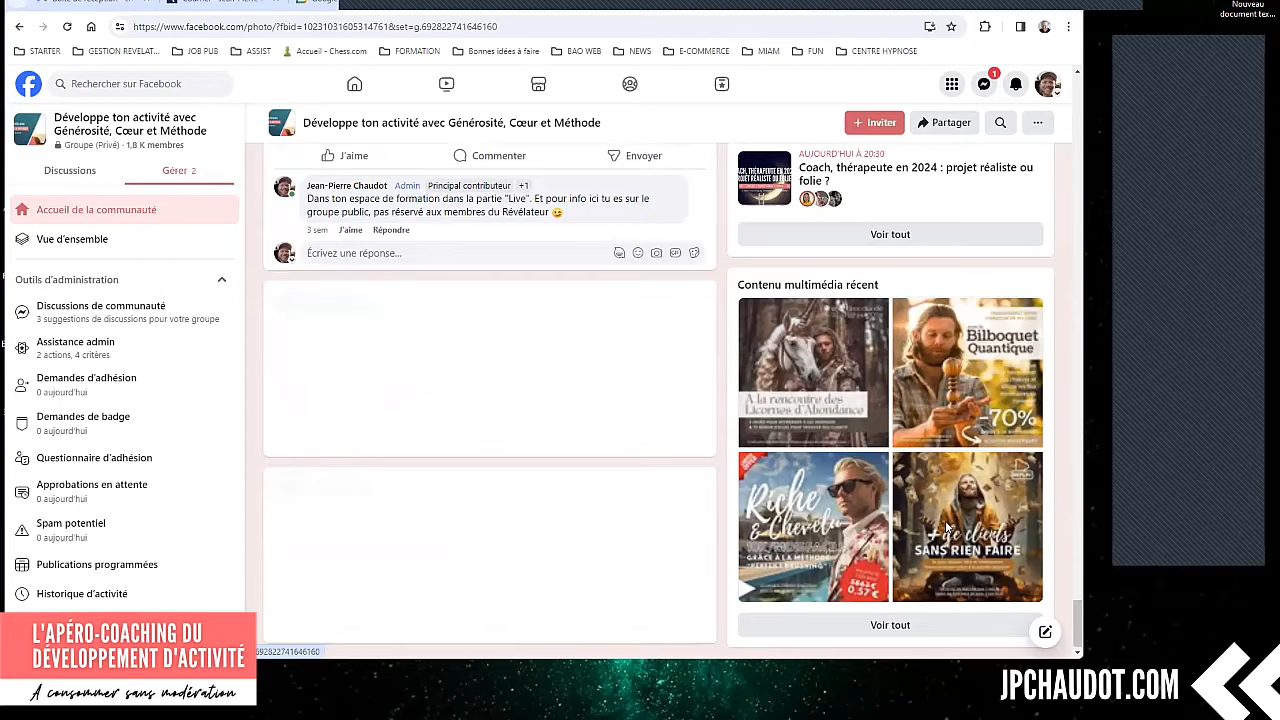 Nouveau
document tex...
https://www.facebook.com/photo/?fbid=10231031605314761&set=g.692822741646160
STARTER
GESTION REVELAT...
JOB PUB
ASSIST
Accueil - Chess.com
FORMATION
Bonnes idées à faire
BAO WEB
NEWS
E-COMMERCE
MIAM
FUN
CENTRE HYPNOSE
Rechercher sur Facebook
1
Développe ton activité avec
Générosité, Cœur et Méthode
Groupe (Privé) · 1,8 K membres
Discussions
Gérer 2
Accueil de la communauté
Vue d'ensemble
Outils d'administration
Discussions de communauté
3 suggestions de discussions pour votre groupe
Assistance admin
2 actions, 4 critères
Demandes d'adhésion
0 aujourd'hui
Demandes de badge
0 aujourd'hui
Questionnaire d'adhésion
Approbations en attente
0 aujourd'hui
Spam potentiel
0 aujourd'hui
Historique d'activité
Développe ton activité avec Générosité, Cœur et Méthode
+ Inviter
Partager
J'aime
Commenter
Envoyer
Jean-Pierre Chaudot Admin Principal contributeur +1
Dans ton espace de formation dans la partie "Live". Et pour info ici tu es sur le
groupe public, pas réservé aux membres du Révélateur 😉
3 sem J'aime Répondre
Écrivez une réponse...
AUJOURD'HUI À 20:30
Coach, thérapeute en 2024 : projet réaliste ou
folie ?
Voir tout
Contenu multimédia récent
À la rencontre des
Licornes d'Abondance
Bilboquet
Quantique
-70%
Riche
& Chevelu
GRÂCE À LA MÉTHODE
0.57€
+ de clients
SANS RIEN FAIRE
Voir tout
692822741646160
L'APÉRO-COACHING DU
DÉVELOPPEMENT D'ACTIVITÉ
A consommer sans modération
JPCHAUDOT.COM